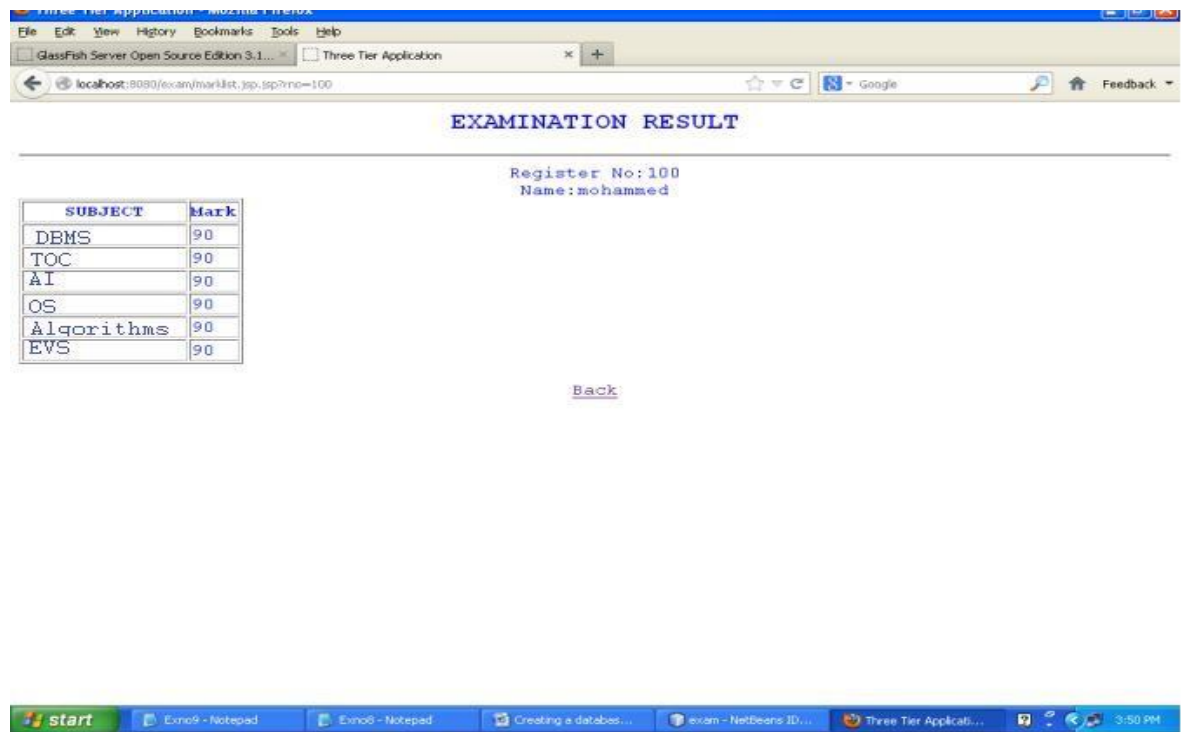 Three Tier Application - Mozilla Firefox
File Edit View History Bookmarks Tools Help
GlassFish Server Open Source Edition 3.1... × Three Tier Application × +
localhost:8080/exam/marklist.jsp.jsp?rno=100 Google Feedback
EXAMINATION RESULT
Register No:100
Name:mohammed
SUBJECT Mark
DBMS 90
TOC 90
AI 90
OS 90
Algorithms 90
EVS 90
Back
start Exno9 - Notepad Exno8 - Notepad Creating a databas... exam - NetBeans ID... Three Tier Applicati... 3:50 PM